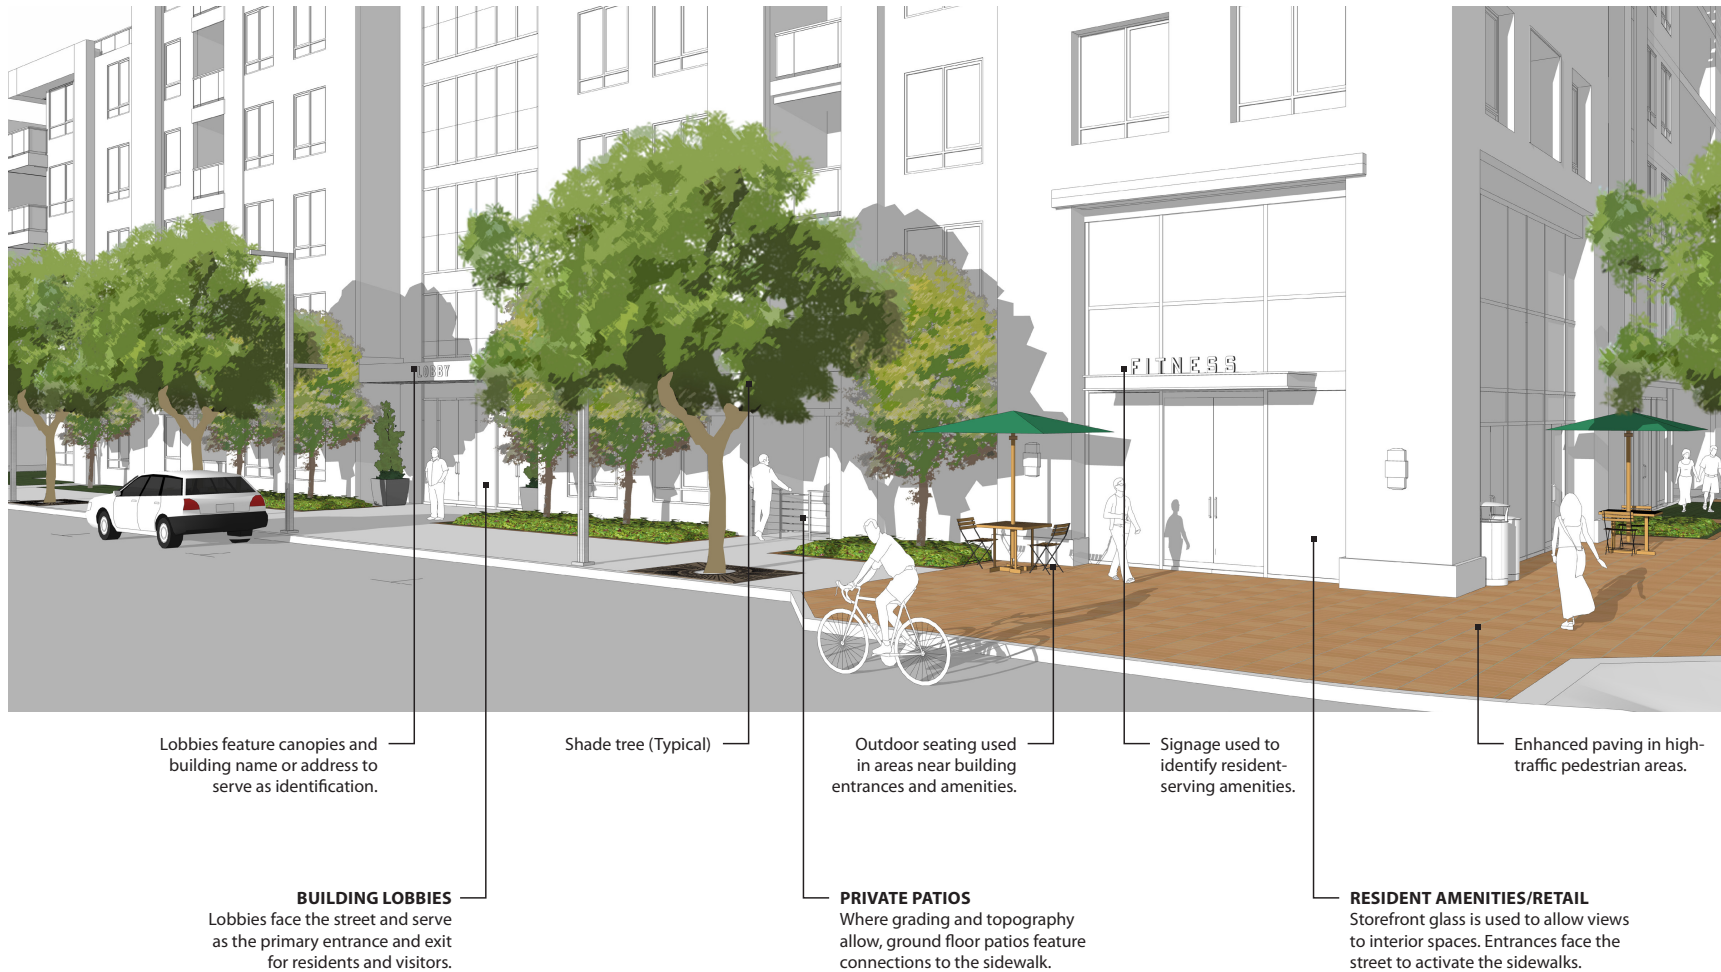 LOBBY
FITNESS
Lobbies feature canopies and
building name or address to
serve as identification.
Shade tree (Typical)
Outdoor seating used
in areas near building
entrances and amenities.
Signage used to
identify resident-
serving amenities.
Enhanced paving in high-
traffic pedestrian areas.
BUILDING LOBBIES
Lobbies face the street and serve
as the primary entrance and exit
for residents and visitors.
PRIVATE PATIOS
Where grading and topography
allow, ground floor patios feature
connections to the sidewalk.
RESIDENT AMENITIES/RETAIL
Storefront glass is used to allow views
to interior spaces. Entrances face the
street to activate the sidewalks.